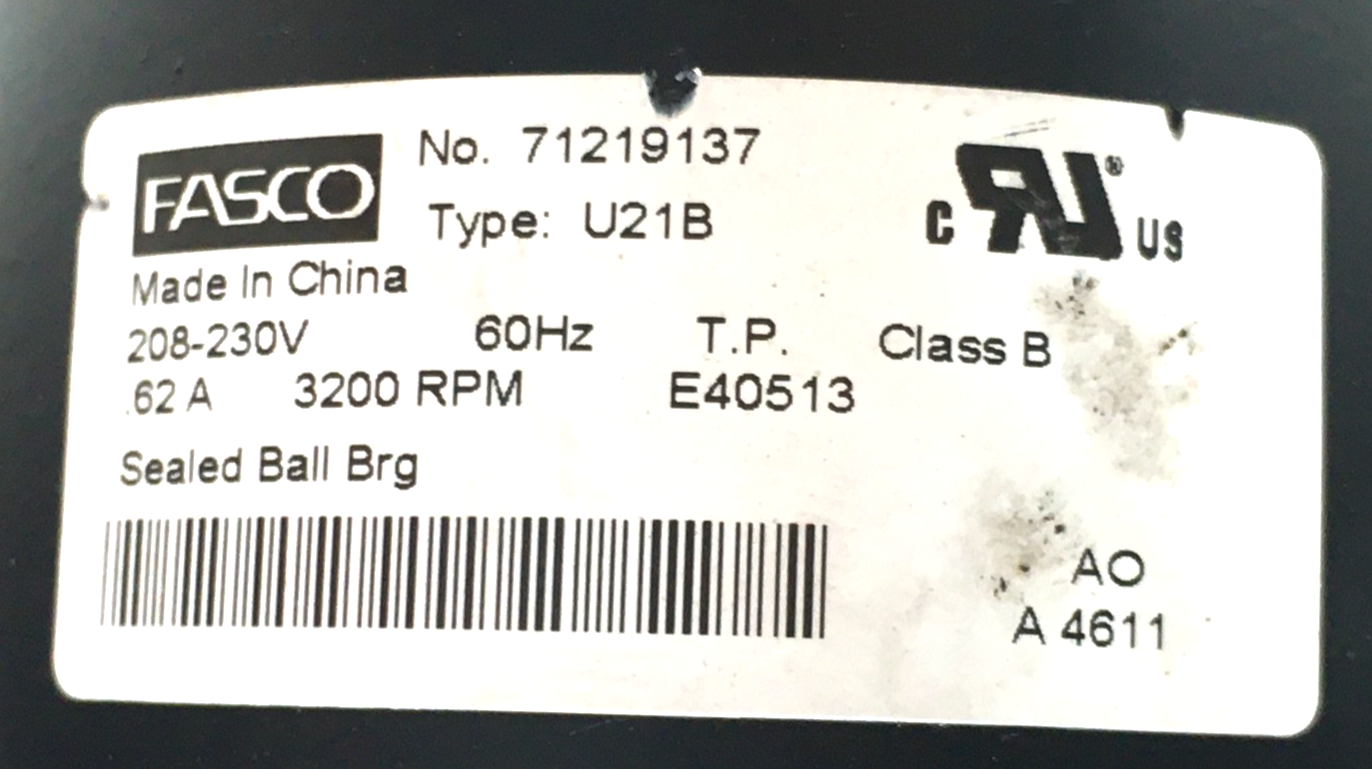 FASCO
No. 71219137
Type: U21B
C RU® US
Made In China
208-230V 60Hz T.P. Class B
.62 A 3200 RPM E40513
Sealed Ball Brg
AO
A 4611